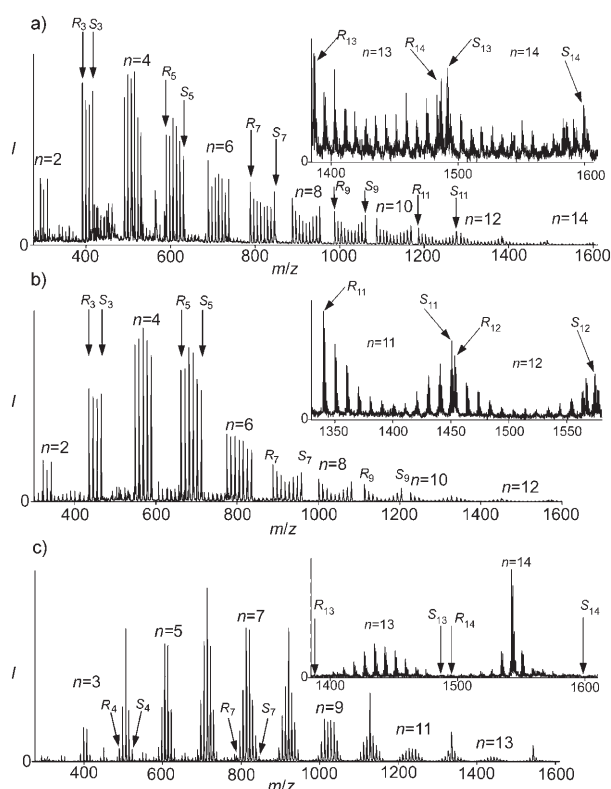 a)
R3 S3
n=4
R5
S5
n=2
n=6
R7
S7
n=8
R9 S9
n=10
R11 S11
n=12
n=14
I
400 600 800 1000 1200 1400 1600
m/z
R13
n=13
R14
S13
n=14
S14
1400 1500 1600
b)
R3 S3
n=4
R5 S5
n=2
n=6
R7 S7
n=8
R9
S9
n=10
n=12
I
400 600 800 1000 1200 1400 1600
m/z
R11
n=11
S11
R12
n=12
S12
1350 1400 1450 1500 1550
c)
n=3
R4
S4
n=5
n=7
R7
S7
n=9
n=11
n=13
I
400 600 800 1000 1200 1400 1600
m/z
R13
n=13
S13
R14
n=14
S14
1400 1500 1600